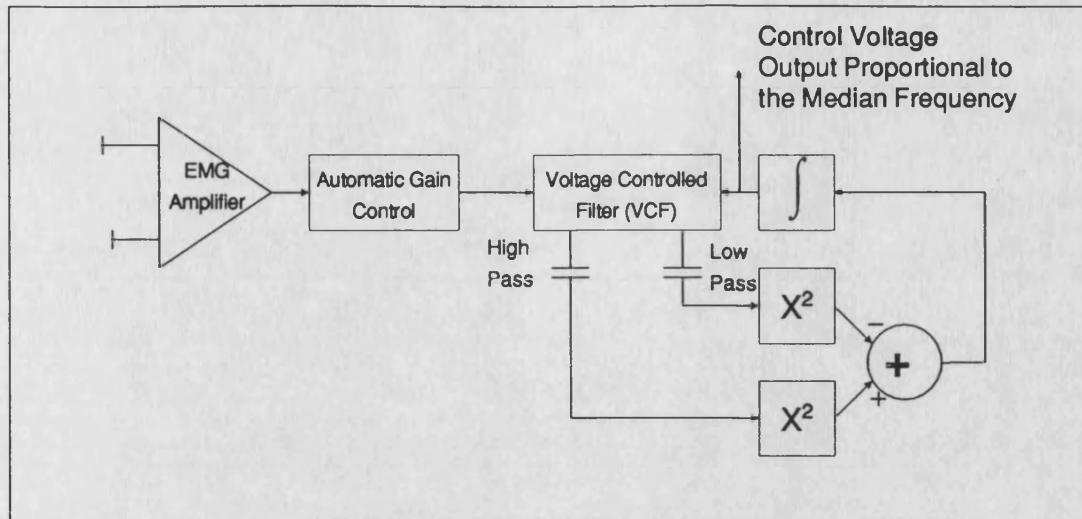 Control Voltage
Output Proportional to
the Median Frequency
EMG
Amplifier
Automatic Gain
Control
Voltage Controlled
Filter (VCF)
∫
High
Pass
Low
Pass
X²
−
+
+
X²